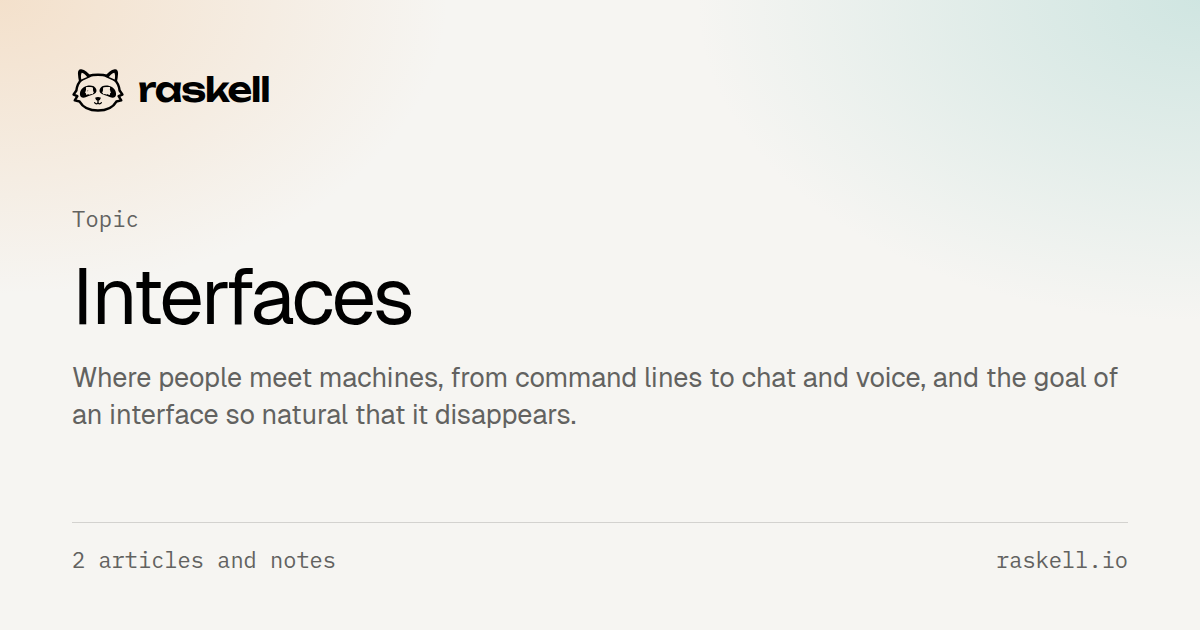 raskell
Topic
Interfaces
Where people meet machines, from command lines to chat and voice, and the goal of
an interface so natural that it disappears.
2 articles and notes
raskell.io